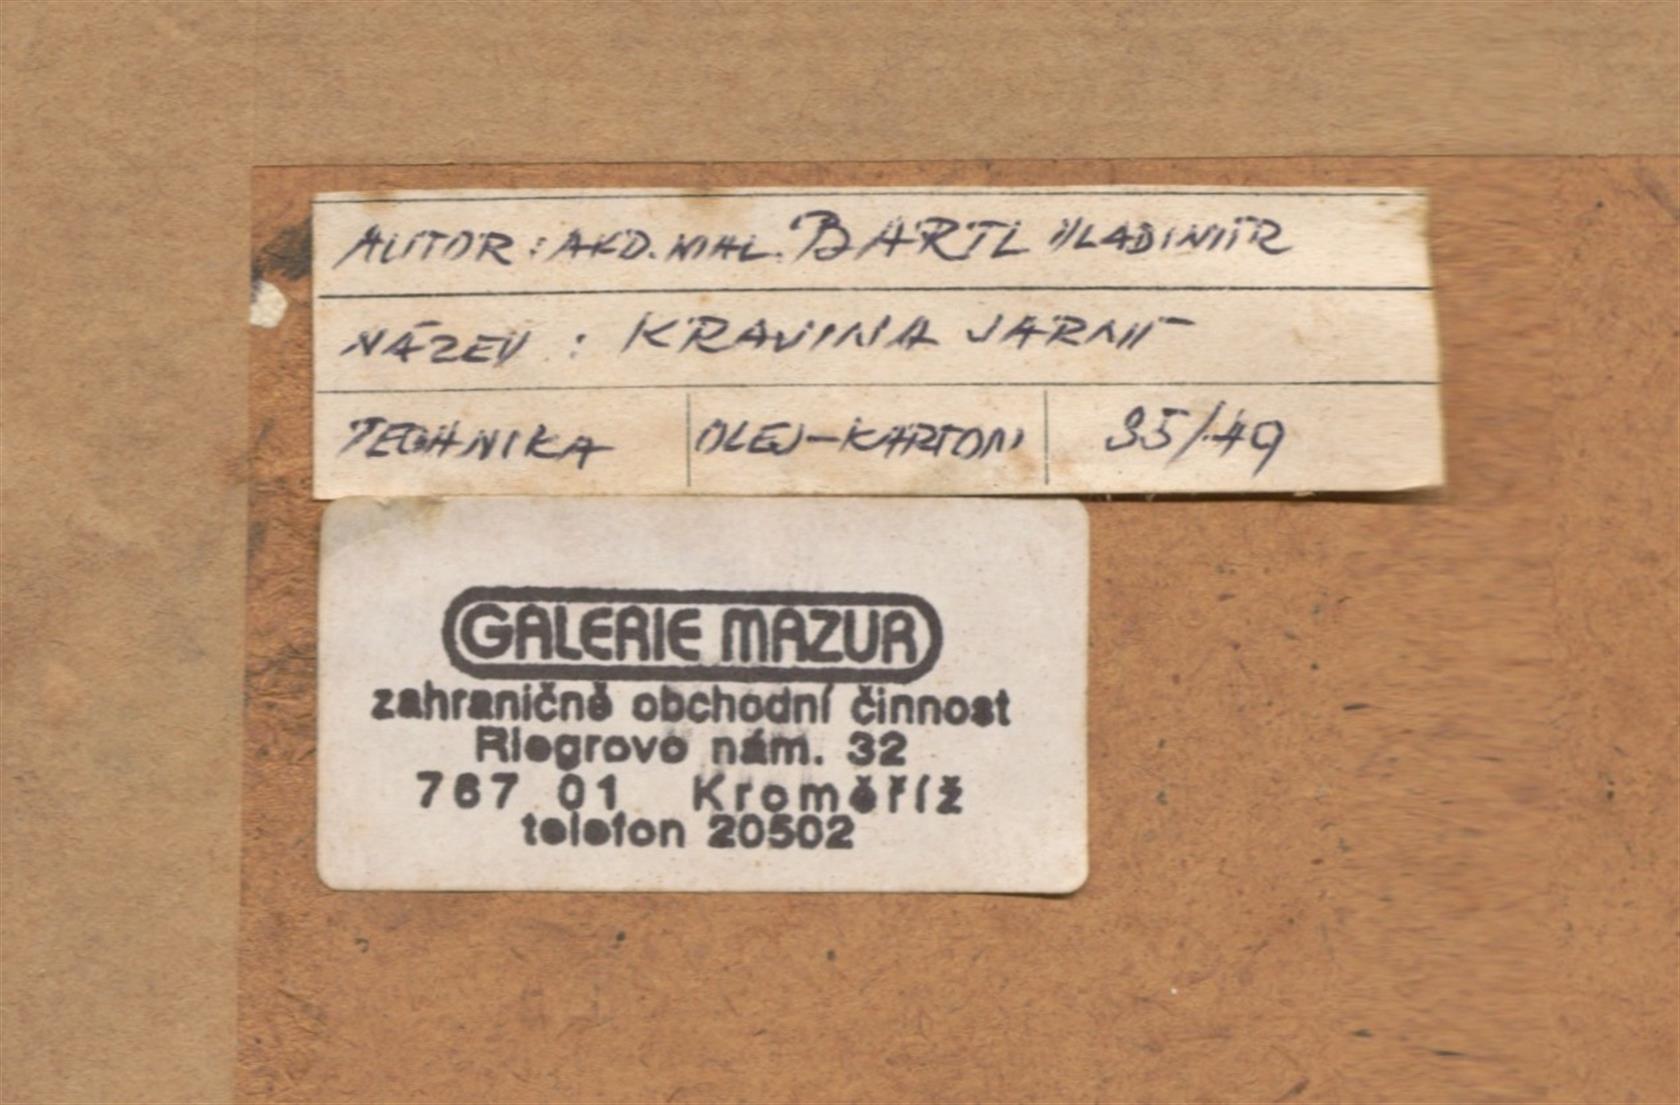 AUTOR: AKD. MAL. BARTL VLADIMÍR
NÁZEV : KRAJINA JARNÍ
TECHNIKA OLEJ-KARTON 35/49
GALERIE MAZUR
zahraničně obchodní činnost
Riegrovo nám. 32
767 01 Kroměříž
telefon 20502